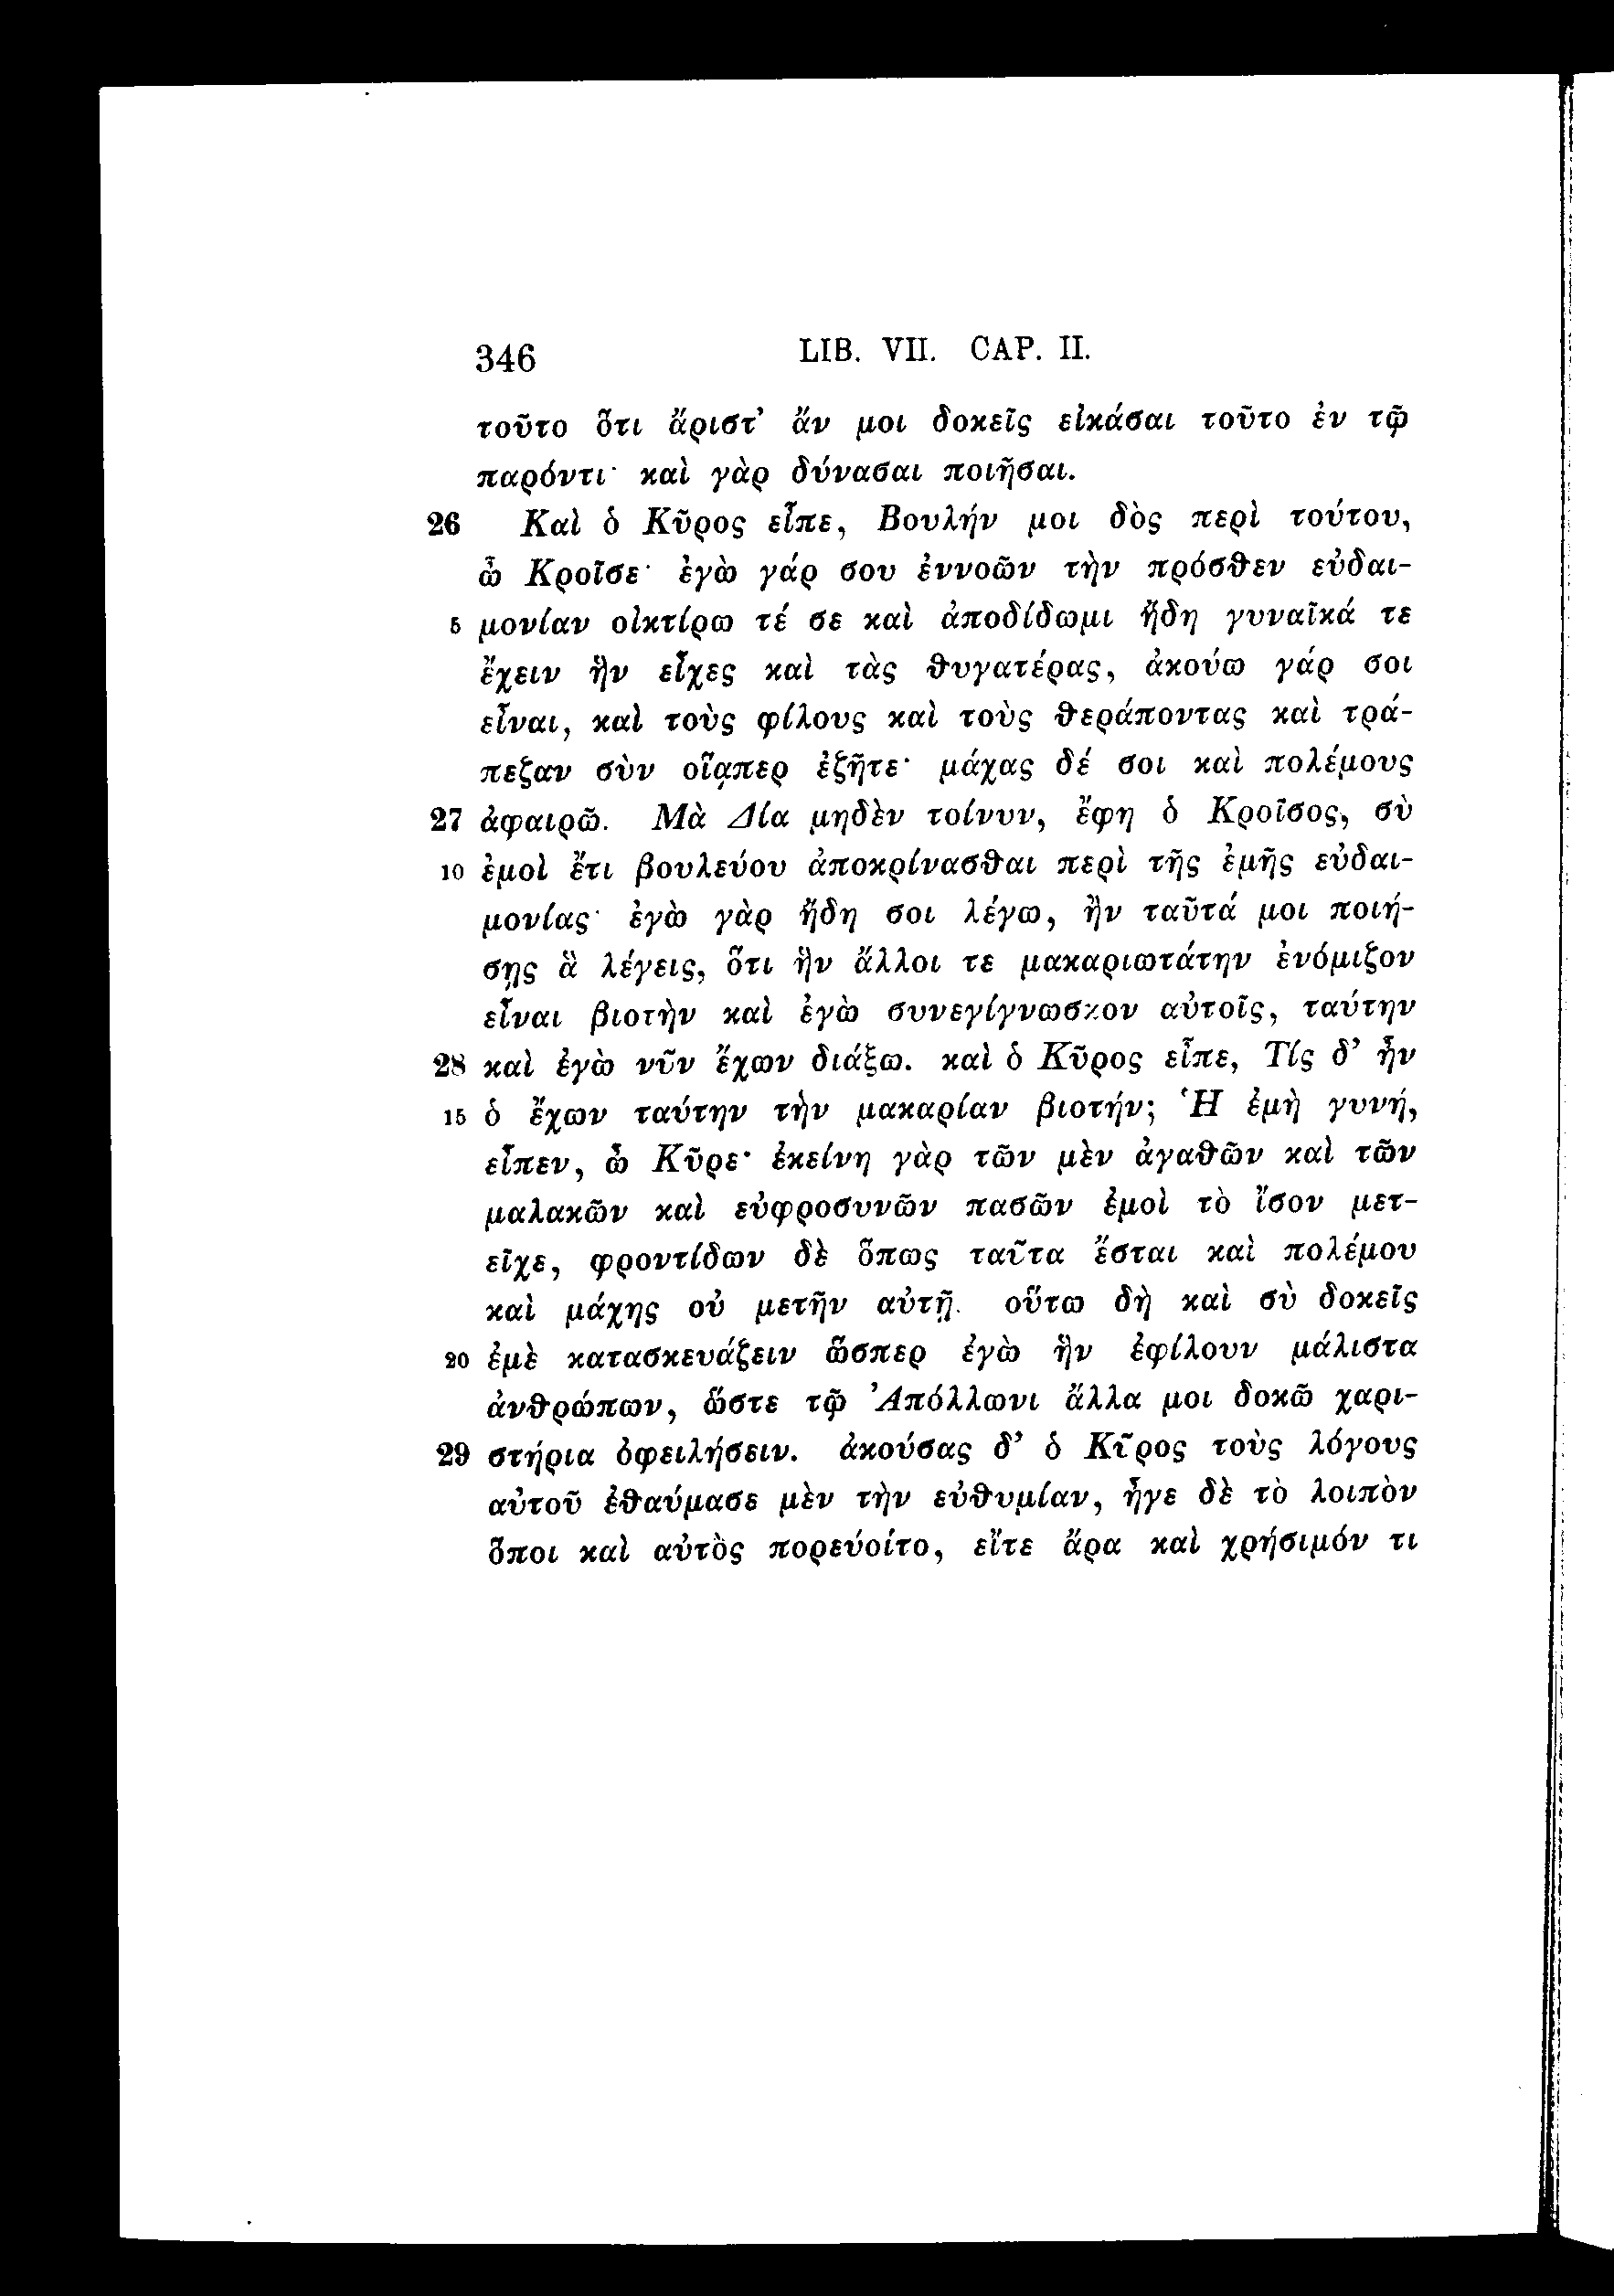 346 LIB. VII. CAP. II.
τοῦτο ὅτι ἄριστ’ ἄν μοι δοκεῖς εἰκάσαι τοῦτο ἐν τῷ
παρόντι· καὶ γὰρ δύνασαι ποιῆσαι.
26 Καὶ ὁ Κῦρος εἶπε, Βουλήν μοι δὸς περὶ τούτου,
ὦ Κροῖσε· ἐγὼ γάρ σου ἐννοῶν τὴν πρόσθεν εὐδαι-
5 μονίαν οἰκτίρω τέ σε καὶ ἀποδίδωμι ἤδη γυναῖκά τε
ἔχειν ἣν εἶχες καὶ τὰς θυγατέρας, ἀκούω γάρ σοι
εἶναι, καὶ τοὺς φίλους καὶ τοὺς θεράποντας καὶ τρά-
πεζαν σὺν οἵᾳπερ ἐξῆτε· μάχας δέ σοι καὶ πολέμους
27 ἀφαιρῶ. Μὰ Δία μηδὲν τοίνυν, ἔφη ὁ Κροῖσος, σὺ
10 ἐμοὶ ἔτι βουλεύου ἀποκρίνασθαι περὶ τῆς ἐμῆς εὐδαι-
μονίας· ἐγὼ γὰρ ἤδη σοι λέγω, ἢν ταῦτά μοι ποιή-
σῃς ἃ λέγεις, ὅτι ἣν ἄλλοι τε μακαριωτάτην ἐνόμιζον
εἶναι βιοτὴν καὶ ἐγὼ συνεγίγνωσκον αὐτοῖς, ταύτην
28 καὶ ἐγὼ νῦν ἔχων διάξω. καὶ ὁ Κῦρος εἶπε, Τίς δ’ ἦν
15 ὁ ἔχων ταύτην τὴν μακαρίαν βιοτήν; Ἡ ἐμὴ γυνή,
εἶπεν, ὦ Κῦρε· ἐκείνη γὰρ τῶν μὲν ἀγαθῶν καὶ τῶν
μαλακῶν καὶ εὐφροσυνῶν πασῶν ἐμοὶ τὸ ἴσον μετ-
εῖχε, φροντίδων δὲ ὅπως ταῦτα ἔσται καὶ πολέμου
καὶ μάχης οὐ μετῆν αὐτῇ. οὕτω δὴ καὶ σὺ δοκεῖς
20 ἐμὲ κατασκευάζειν ὥσπερ ἐγὼ ἣν ἐφίλουν μάλιστα
ἀνθρώπων, ὥστε τῷ Ἀπόλλωνι ἄλλα μοι δοκῶ χαρι-
29 στήρια ὀφειλήσειν. ἀκούσας δ’ ὁ Κῦρος τοὺς λόγους
αὐτοῦ ἐθαύμασε μὲν τὴν εὐθυμίαν, ἦγε δὲ τὸ λοιπὸν
ὅποι καὶ αὐτὸς πορεύοίτο, εἴτε ἄρα καὶ χρήσιμόν τι